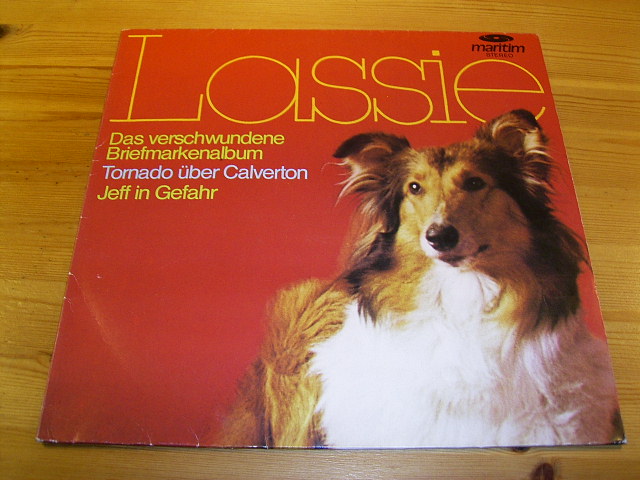 Lassie
maritim
STEREO
Das verschwundene
Briefmarkenalbum
Tornado über Calverton
Jeff in Gefahr